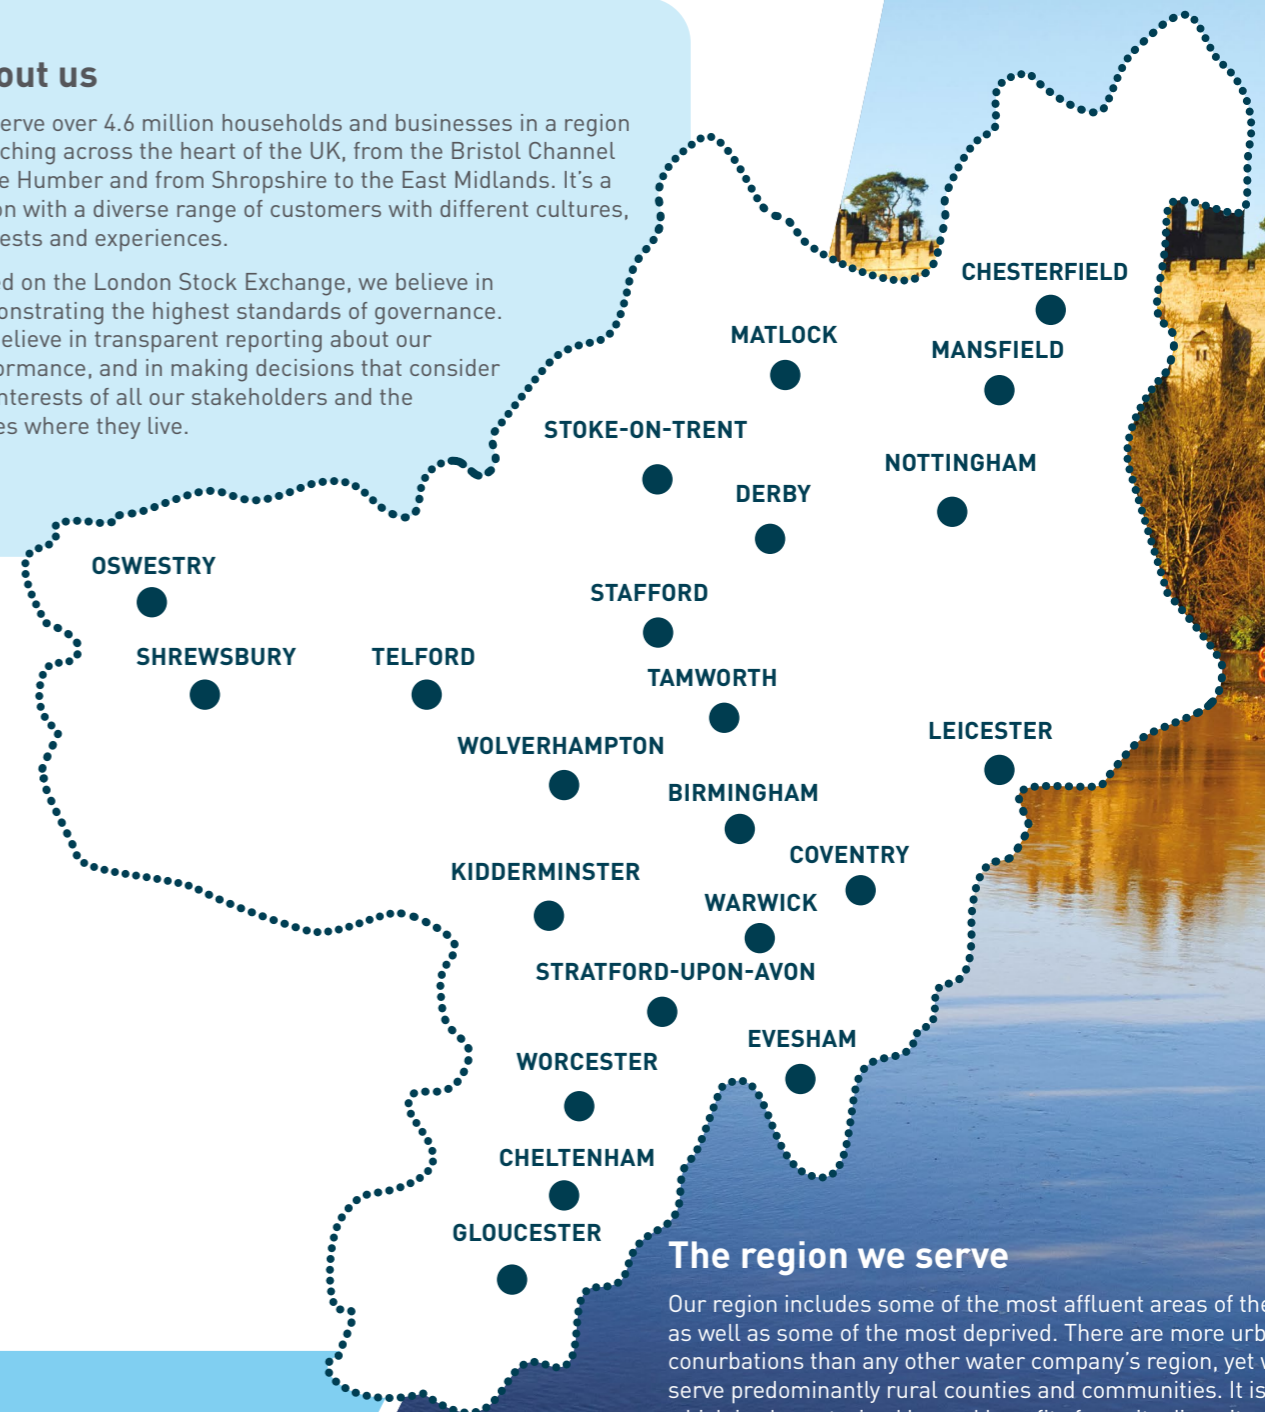 out us
erve over 4.6 million households and businesses in a region
ching across the heart of the UK, from the Bristol Channel
e Humber and from Shropshire to the East Midlands. It’s a
on with a diverse range of customers with different cultures,
ests and experiences.
ed on the London Stock Exchange, we believe in
onstrating the highest standards of governance.
elieve in transparent reporting about our
ormance, and in making decisions that consider
nterests of all our stakeholders and the
es where they live.
CHESTERFIELD
MATLOCK
MANSFIELD
STOKE-ON-TRENT
NOTTINGHAM
DERBY
OSWESTRY
STAFFORD
SHREWSBURY
TELFORD
TAMWORTH
LEICESTER
WOLVERHAMPTON
BIRMINGHAM
COVENTRY
KIDDERMINSTER
WARWICK
STRATFORD-UPON-AVON
EVESHAM
WORCESTER
CHELTENHAM
GLOUCESTER
The region we serve
Our region includes some of the most affluent areas of the
as well as some of the most deprived. There are more urb
conurbations than any other water company’s region, yet
serve predominantly rural counties and communities. It is